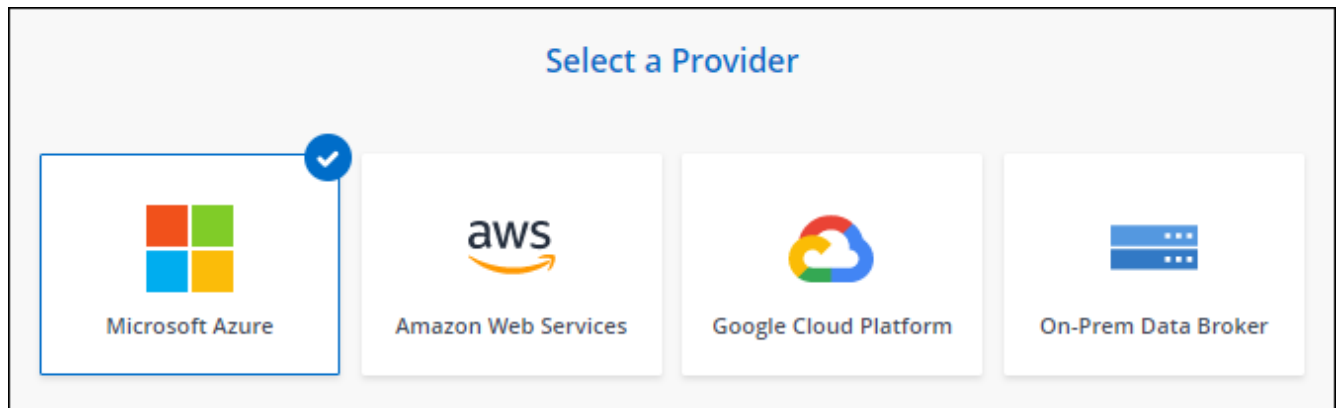 Select a Provider
aws
Microsoft Azure
Amazon Web Services
Google Cloud Platform
On-Prem Data Broker